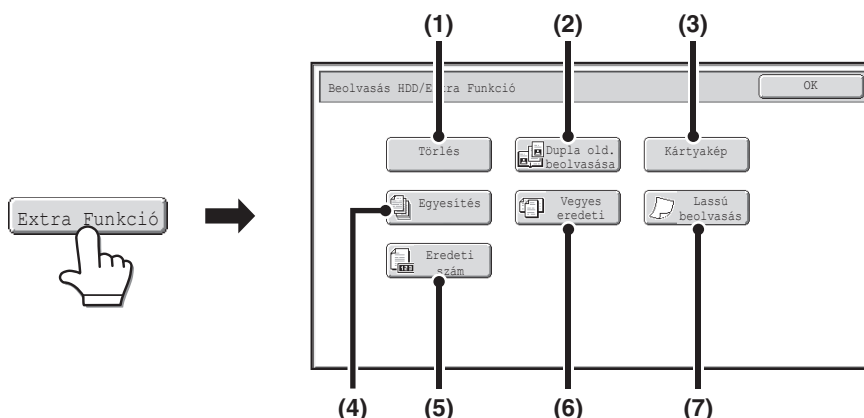 (1) (2) (3)
Beolvasás HDD/Extra Funkció OK
Törlés
Dupla old.
beolvasása
Kártyakép
Extra Funkció
Egyesítés
Vegyes
eredeti
Lassú
beolvasás
Eredeti
szám
123
(4) (5) (6) (7)